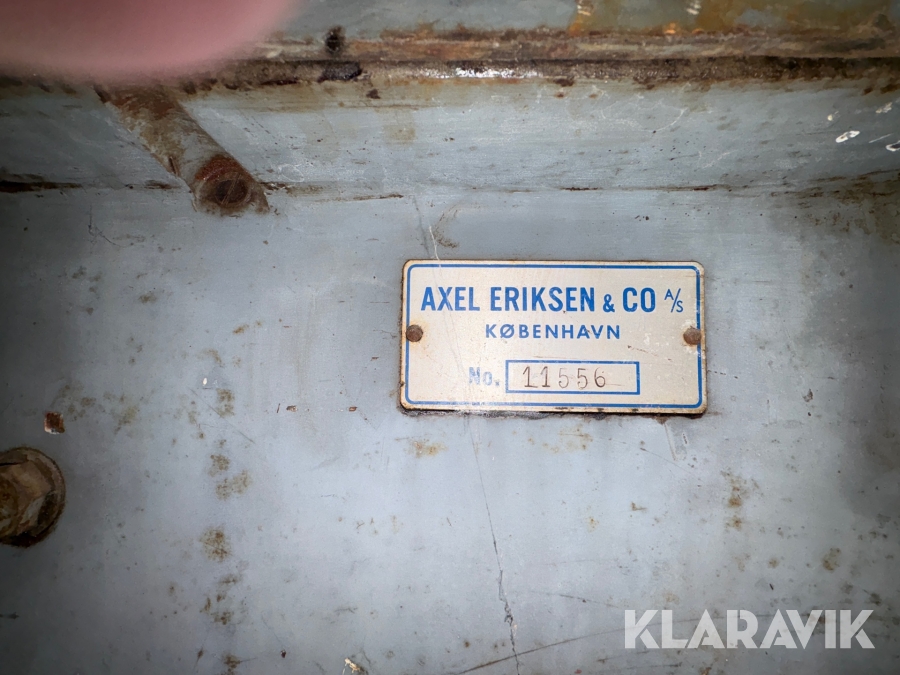 AXEL ERIKSEN & CO A/S
KØBENHAVN
No. 11556
KLARAVIK